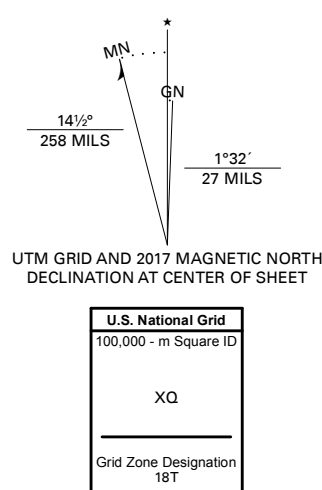 ★
MN
GN
14½°
258 MILS
1°32´
27 MILS
UTM GRID AND 2017 MAGNETIC NORTH
DECLINATION AT CENTER OF SHEET
U.S. National Grid
100,000 - m Square ID
XQ
Grid Zone Designation
18T